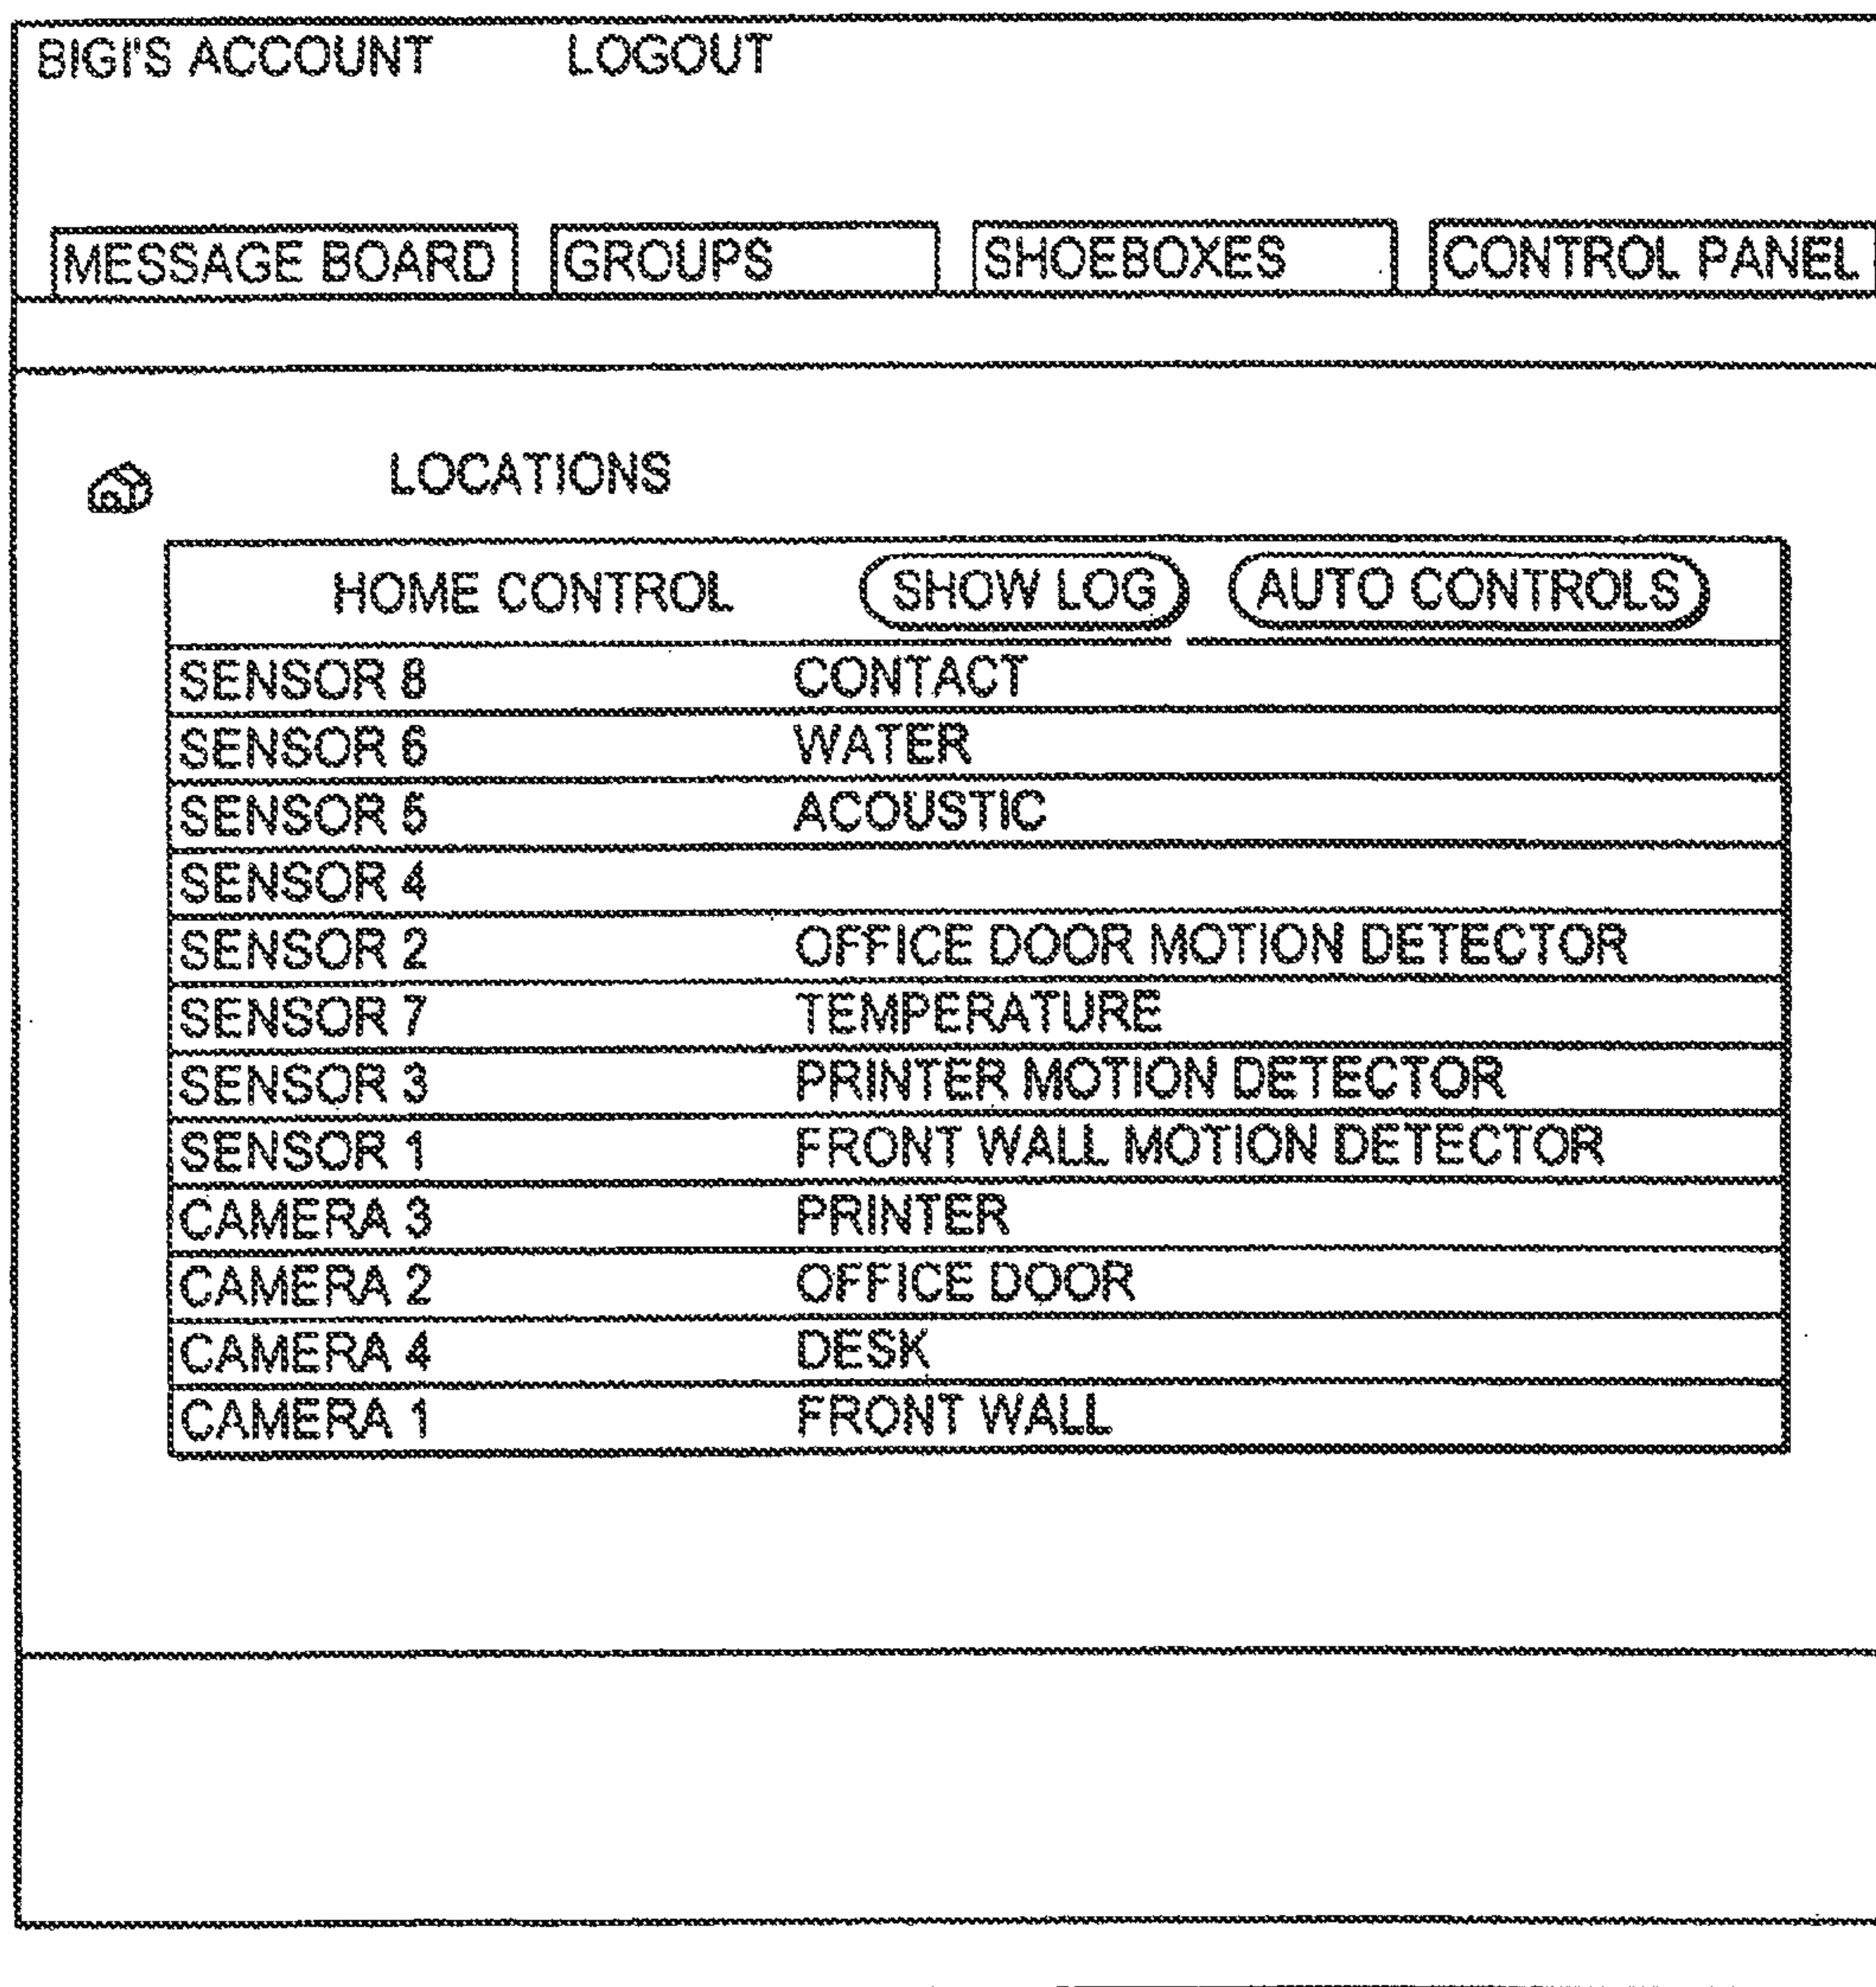 BIGI'S ACCOUNT LOGOUT
MESSAGE BOARD GROUPS SHOEBOXES CONTROL PANEL
LOCATIONS
HOME CONTROL SHOW LOG AUTO CONTROLS
SENSOR 8 CONTACT
SENSOR 6 WATER
SENSOR 5 ACOUSTIC
SENSOR 4
SENSOR 2 OFFICE DOOR MOTION DETECTOR
SENSOR 7 TEMPERATURE
SENSOR 3 PRINTER MOTION DETECTOR
SENSOR 1 FRONT WALL MOTION DETECTOR
CAMERA 3 PRINTER
CAMERA 2 OFFICE DOOR
CAMERA 4 DESK
CAMERA 1 FRONT WALL